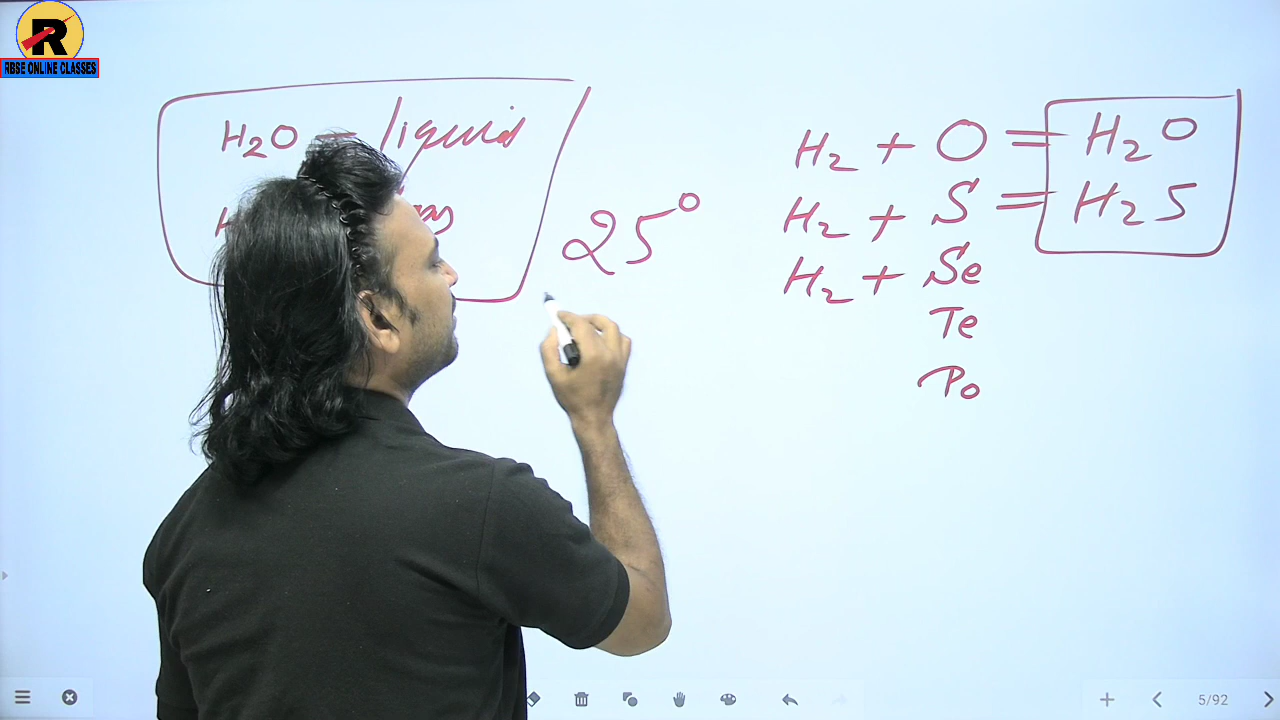 R
RBSE ONLINE CLASSES
H2O = liquid
H
25°
H2 + O = H2O
H2 + S = H2S
H2 + Se
Te
Po
5/92